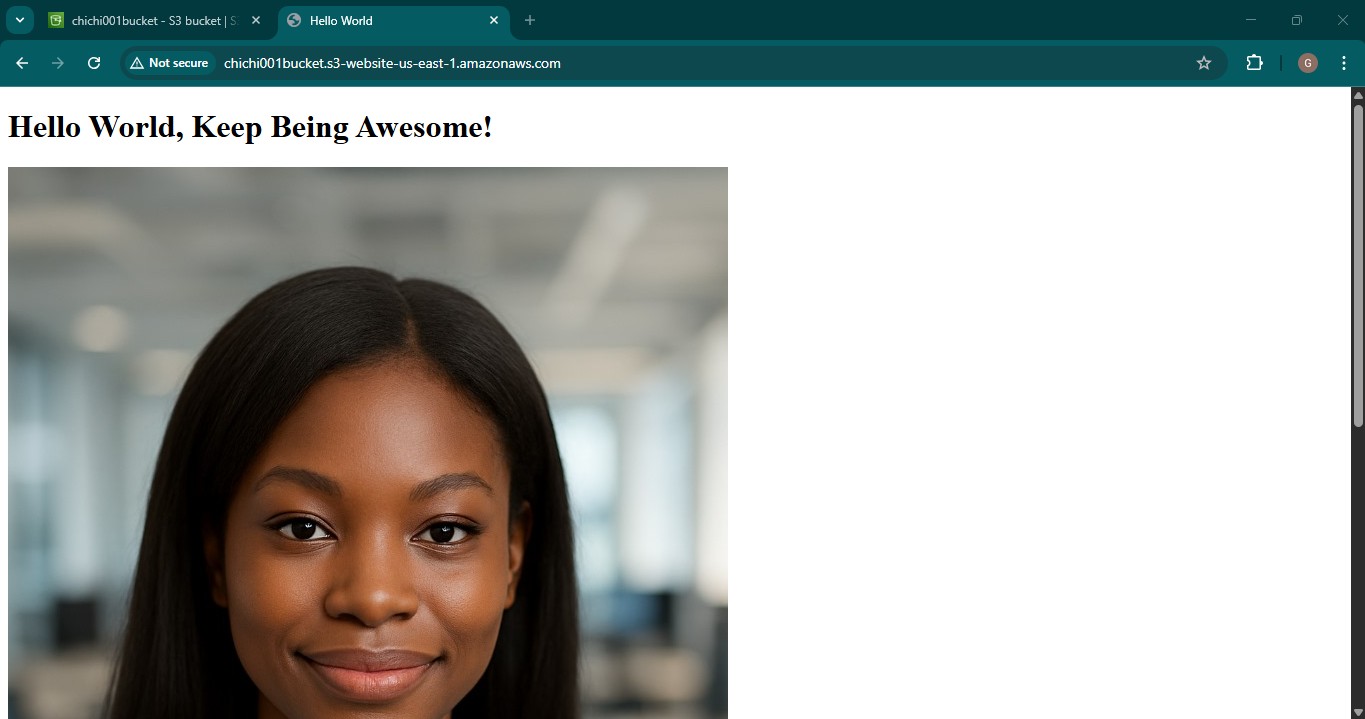 chichi001bucket - S3 bucket | S
Hello World
Not secure
chichi001bucket.s3-website-us-east-1.amazonaws.com
G
Hello World, Keep Being Awesome!